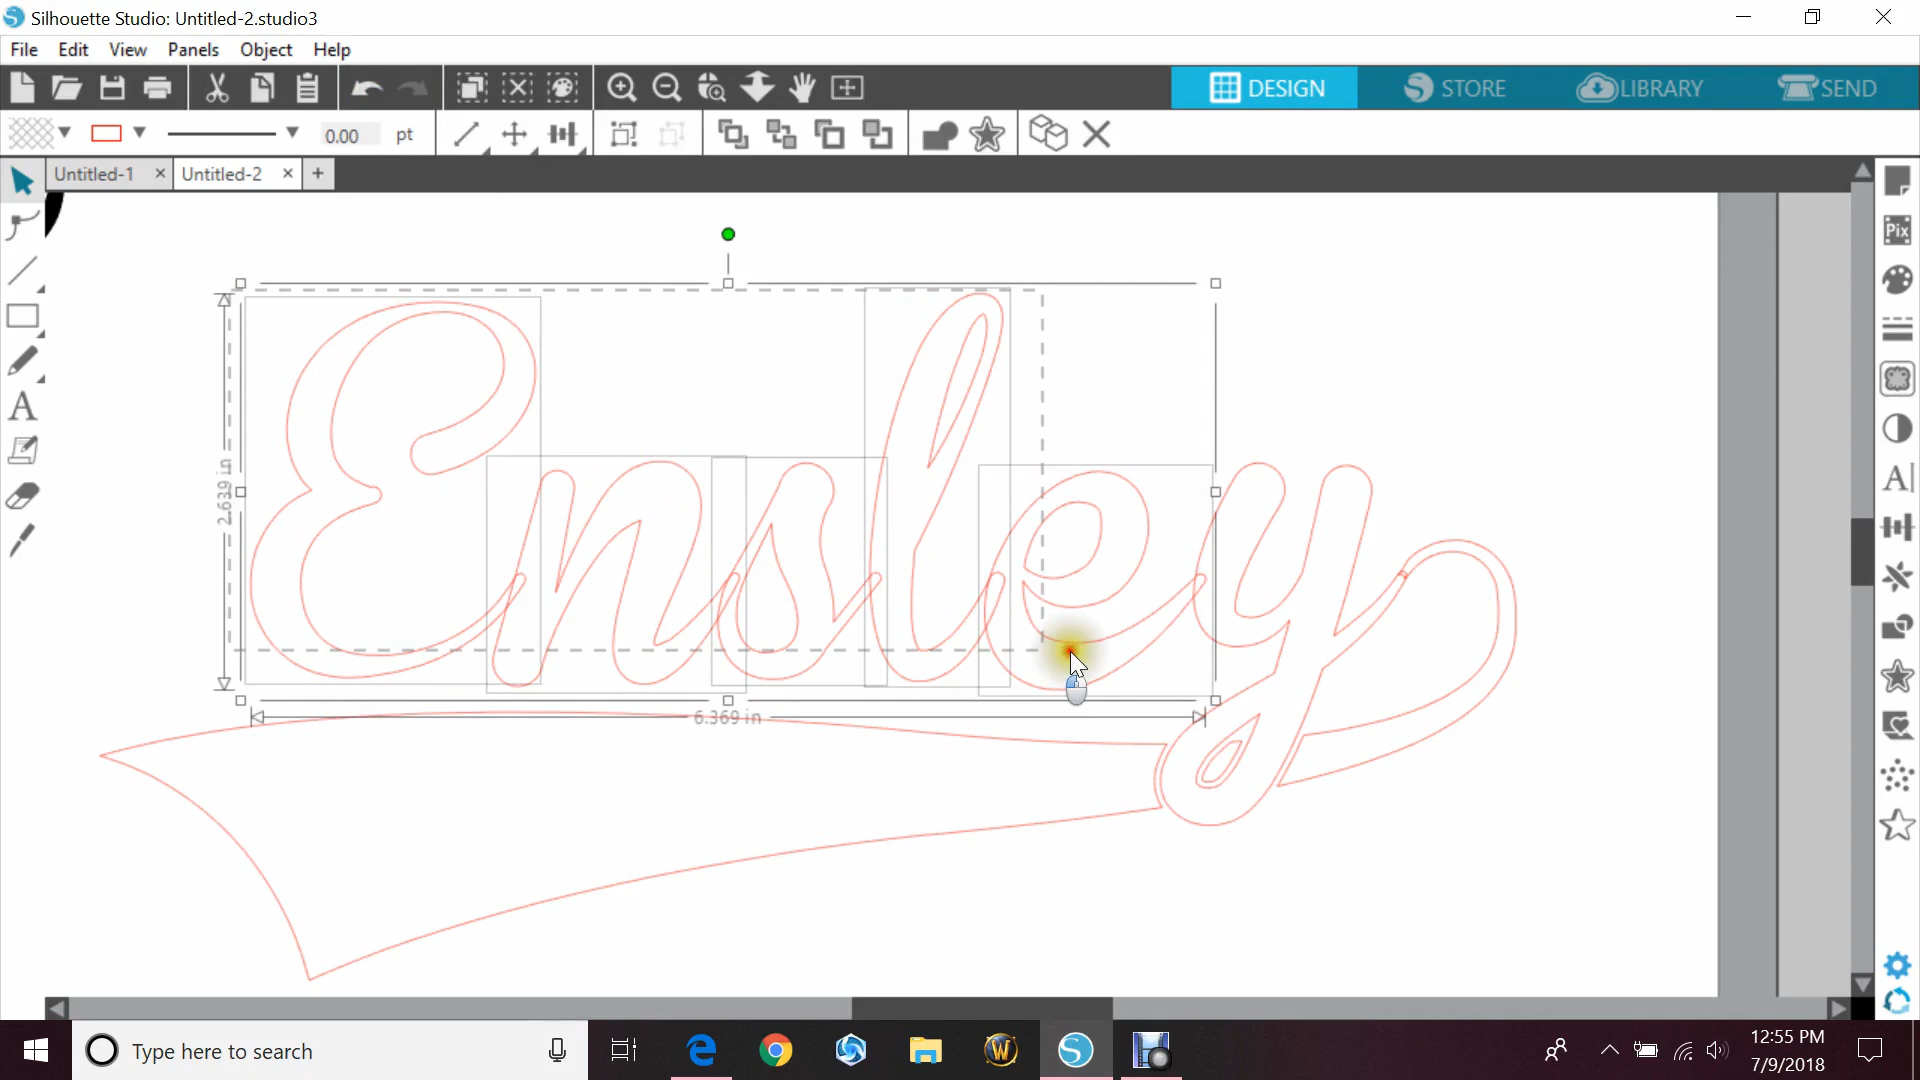 Silhouette Studio: Untitled-2.studio3
File Edit View Panels Object Help
DESIGN STORE LIBRARY SEND
0.00 pt
Untitled-1 Untitled-2
Pix
Ensley
2.639 in
6.369 in
Type here to search
12:55 PM
7/9/2018